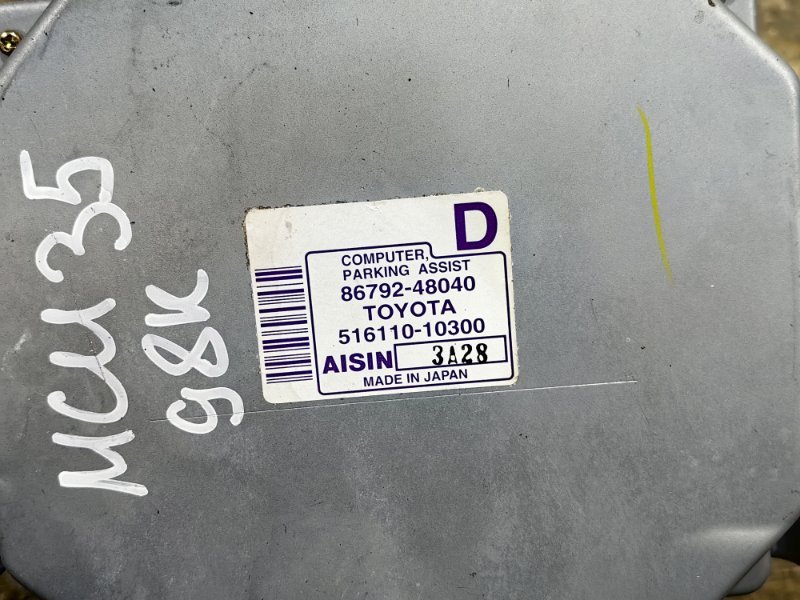 MCU35
98K
D
COMPUTER,
PARKING ASSIST
86792-48040
TOYOTA
516110-10300
AISIN 3A28
MADE IN JAPAN